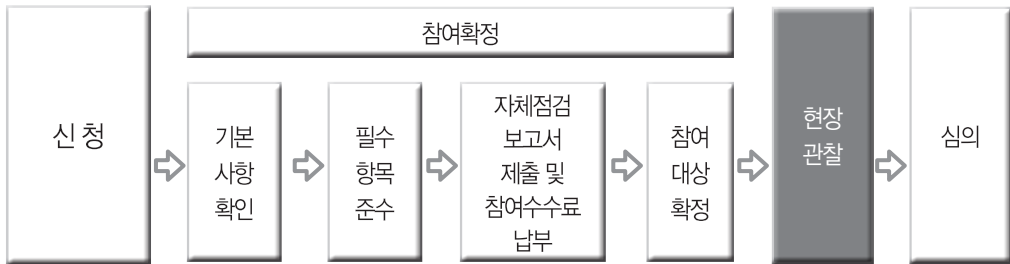 신 청
참여확정
기본
사항
확인
필수
항목
준수
자체점검
보고서
제출 및
참여수수료
납부
참여
대상
확정
현장
관찰
심의